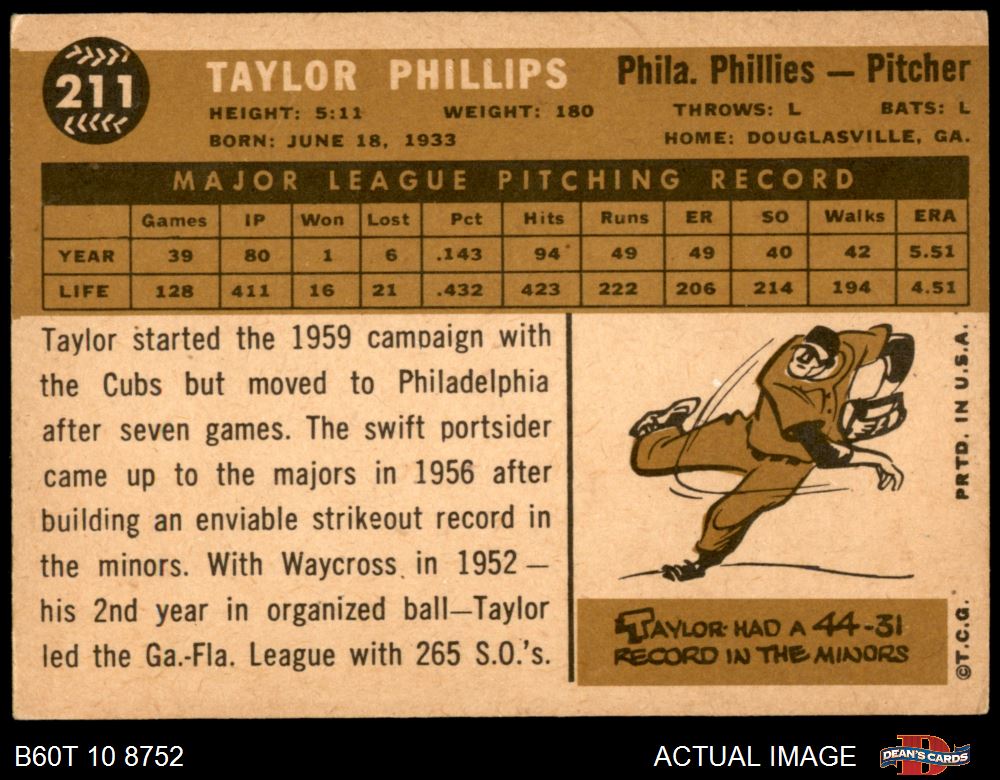 211
TAYLOR PHILLIPS
Phila. Phillies — Pitcher
HEIGHT: 5:11 WEIGHT: 180 THROWS: L BATS: L
BORN: JUNE 18, 1933 HOME: DOUGLASVILLE, GA.
MAJOR LEAGUE PITCHING RECORD
Games IP Won Lost Pct Hits Runs ER SO Walks ERA
YEAR 39 80 1 6 .143 94 49 49 40 42 5.51
LIFE 128 411 16 21 .432 423 222 206 214 194 4.51
Taylor started the 1959 campaign with
the Cubs but moved to Philadelphia
after seven games. The swift portsider
came up to the majors in 1956 after
building an enviable strikeout record in
the minors. With Waycross in 1952 —
his 2nd year in organized ball—Taylor
led the Ga.-Fla. League with 265 S.O.'s.
TAYLOR HAD A 44-31
RECORD IN THE MINORS
©T.C.G. PRTD. IN U.S.A.
B60T 10 8752
ACTUAL IMAGE
DEAN'S CARDS